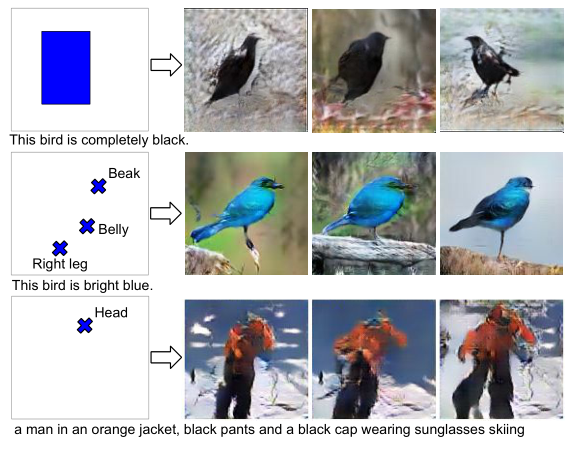 This bird is completely black.
Beak
Belly
Right leg
This bird is bright blue.
Head
a man in an orange jacket, black pants and a black cap wearing sunglasses skiing